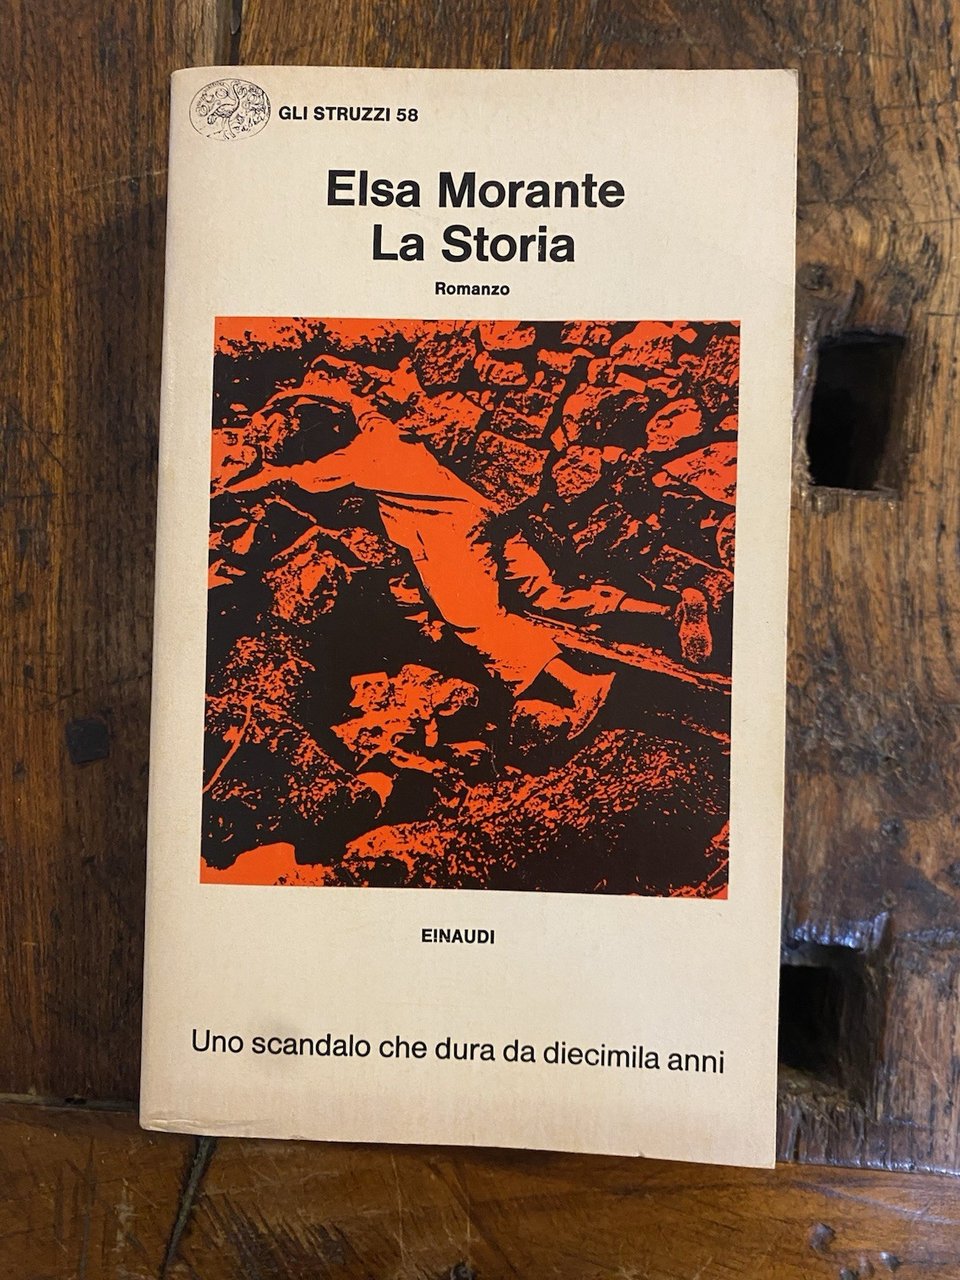 GLI STRUZZI 58
Elsa Morante
La Storia
Romanzo
EINAUDI
Uno scandalo che dura da diecimila anni